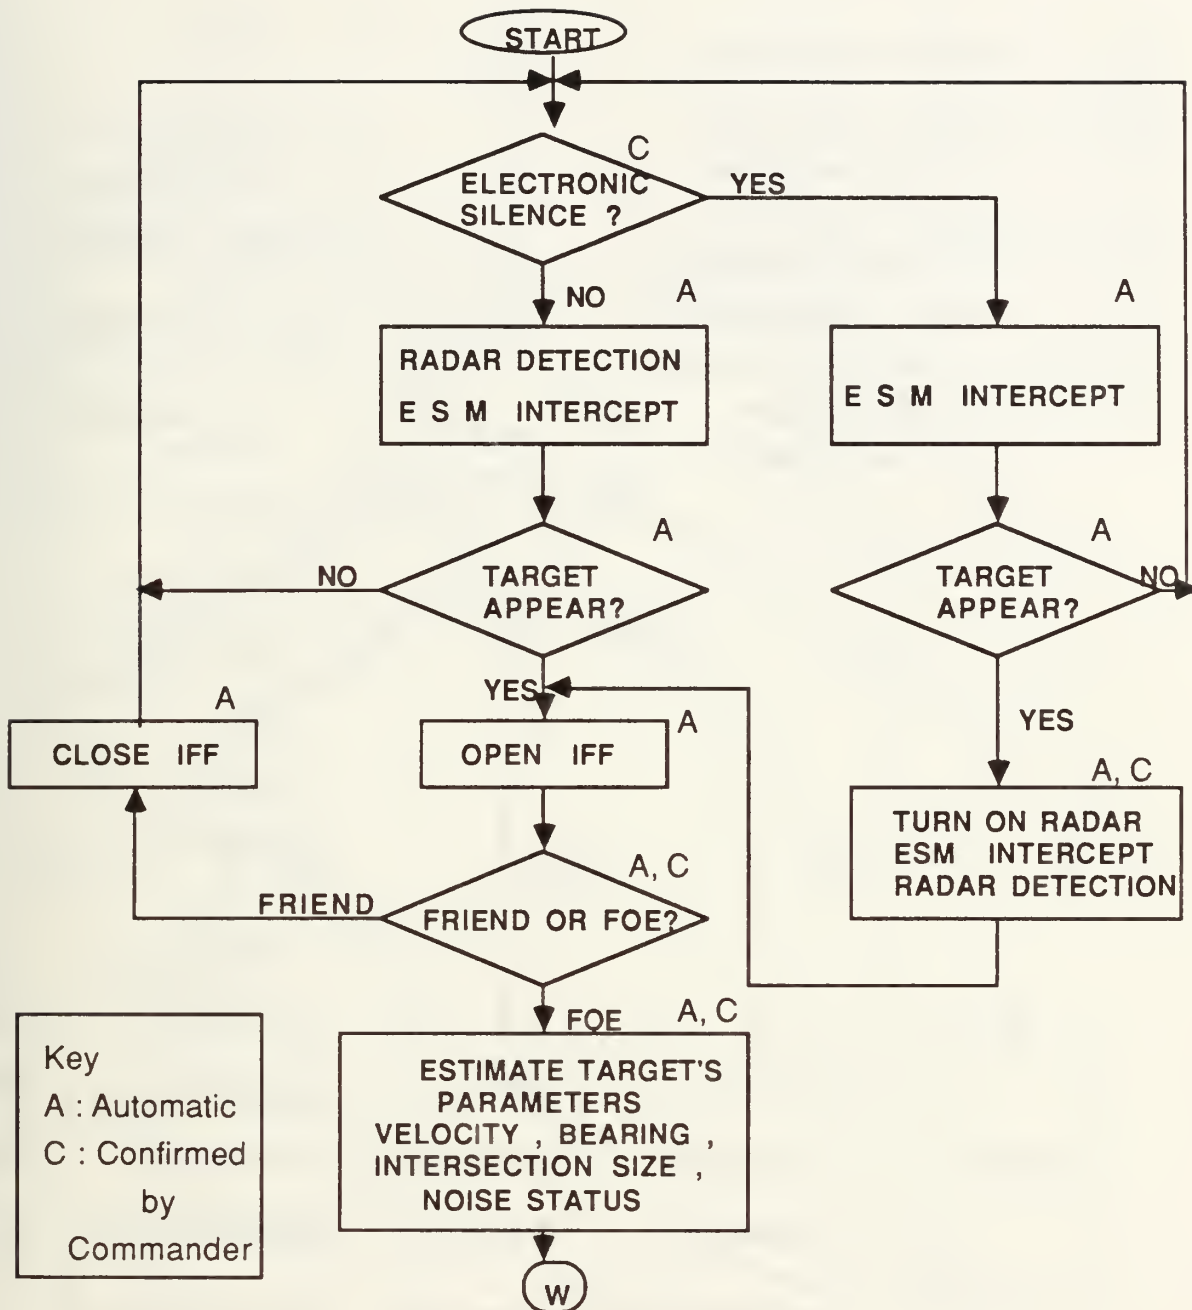 START
C
ELECTRONIC
SILENCE ?
YES
NO
A
A
RADAR DETECTION
E S M INTERCEPT
E S M INTERCEPT
A
A
NO
TARGET
APPEAR?
TARGET
APPEAR?
NO
YES
A
A
YES
CLOSE IFF
OPEN IFF
A, C
TURN ON RADAR
ESM INTERCEPT
RADAR DETECTION
A, C
FRIEND
FRIEND OR FOE?
FOE
A, C
ESTIMATE TARGET'S
PARAMETERS
VELOCITY , BEARING ,
INTERSECTION SIZE ,
NOISE STATUS
Key
A : Automatic
C : Confirmed
by
Commander
W